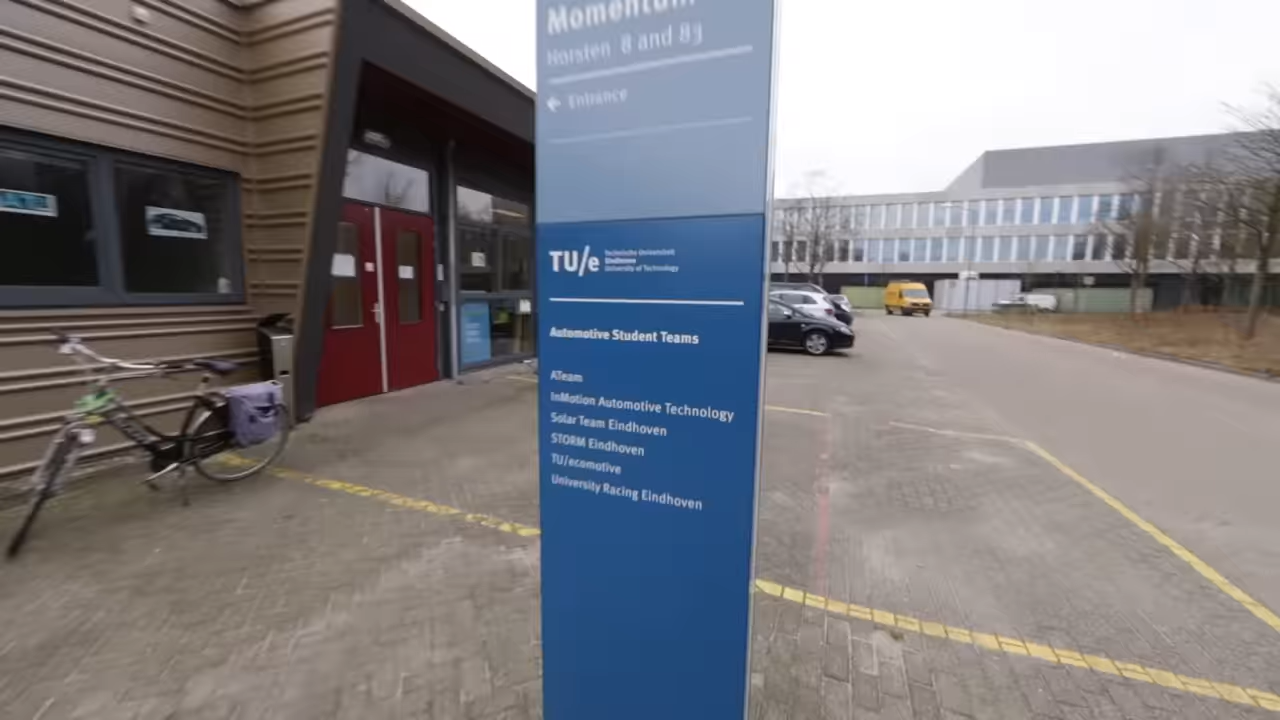 Momentum
Horsten 8 and 83
← Entrance
TU/e
Technische Universiteit
Eindhoven
University of Technology
Automotive Student Teams
ATeam
InMotion Automotive Technology
Solar Team Eindhoven
STORM Eindhoven
TU/ecomotive
University Racing Eindhoven